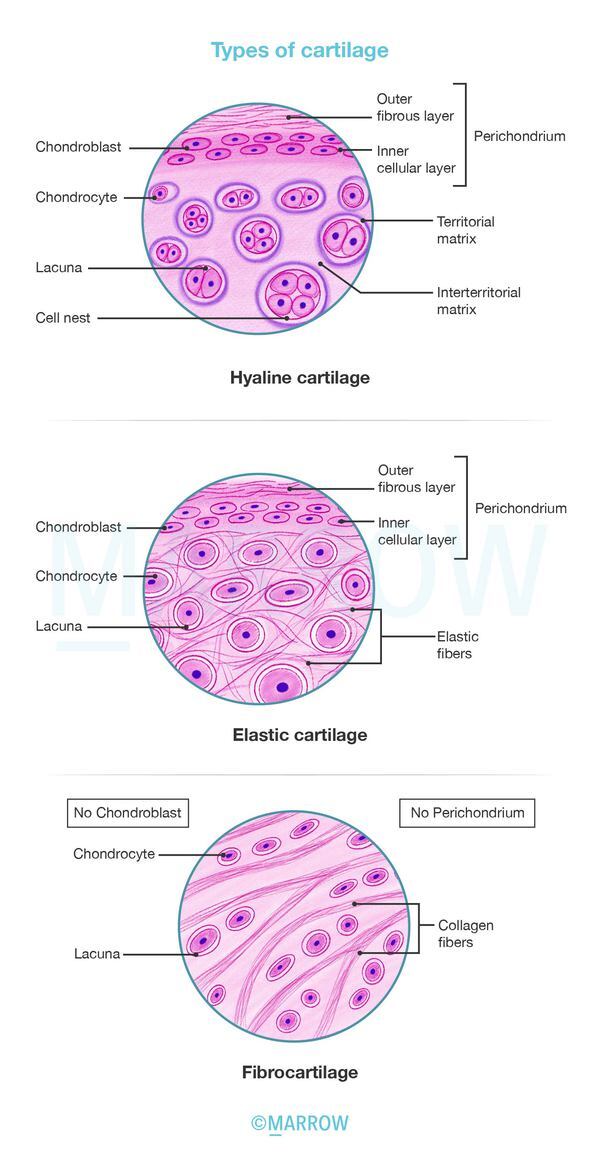 Types of cartilage
Outer
fibrous layer
Perichondrium
Chondroblast
Inner
cellular layer
Chondrocyte
Territorial
matrix
Lacuna
Interterritorial
matrix
Cell nest
Hyaline cartilage
Outer
fibrous layer
Perichondrium
Chondroblast
Inner
cellular layer
MARROW
Chondrocyte
Lacuna
Elastic
fibers
Elastic cartilage
No Chondroblast
No Perichondrium
Chondrocyte
Collagen
fibers
Lacuna
Fibrocartilage
©MARROW